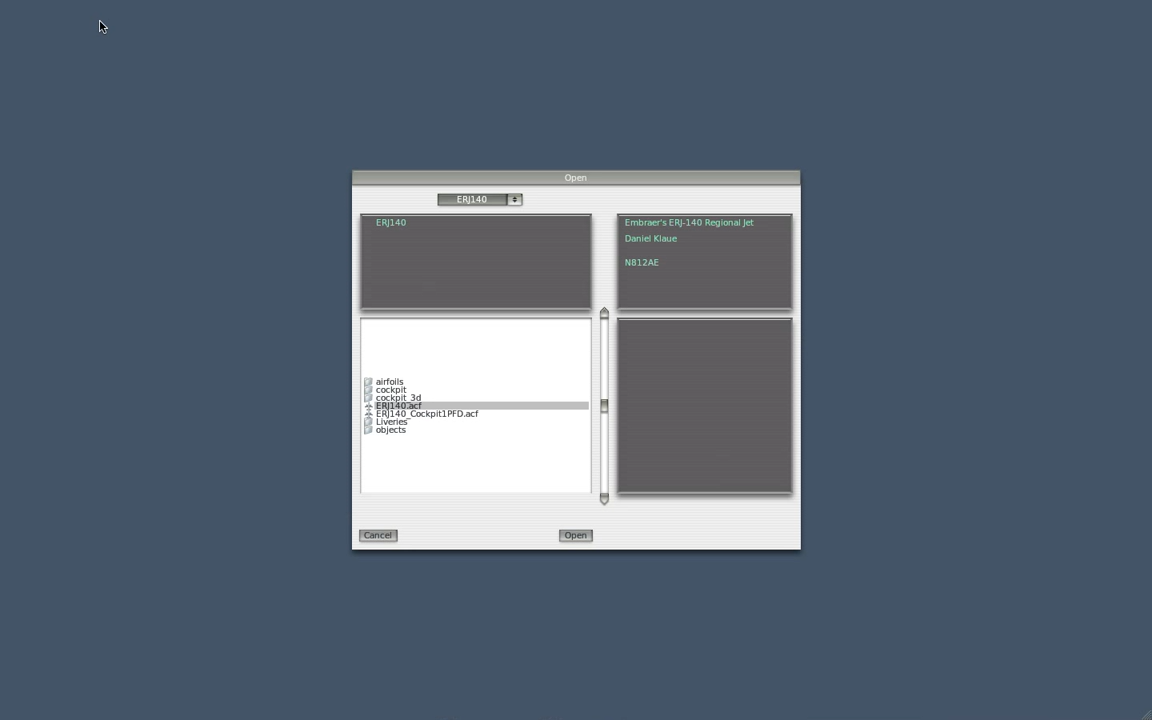 Open
ERJ140
ERJ140
Embraer's ERJ-140 Regional Jet
Daniel Klaue
N812AE
airfoils
cockpit
cockpit_3d
ERJ140.acf
ERJ140_Cockpit1PFD.acf
Liveries
objects
Cancel
Open